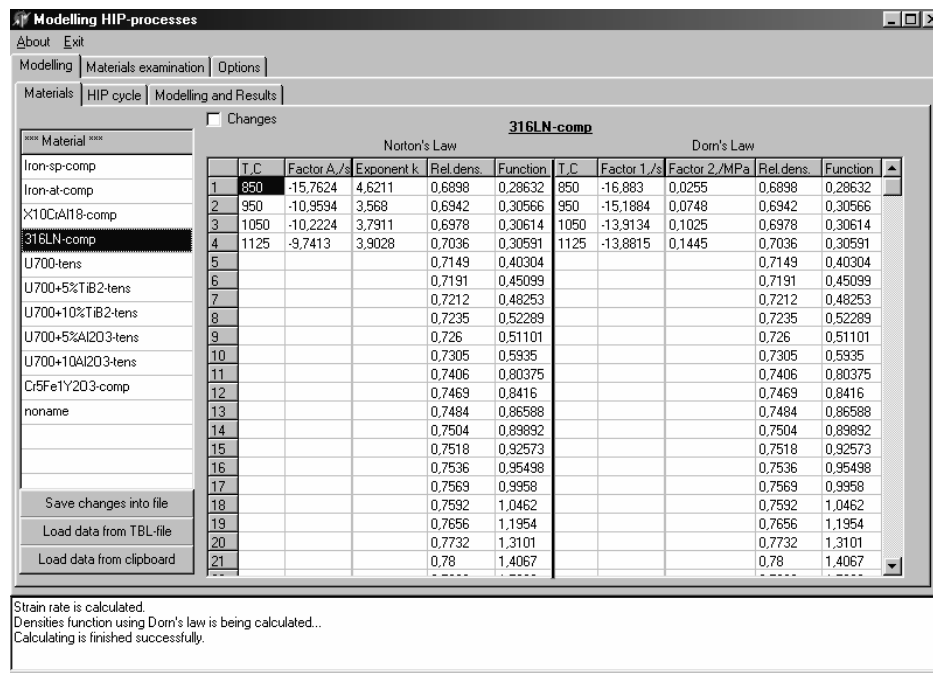 Modelling HIP-processes
About Exit
Modelling Materials examination Options
Materials HIP cycle Modelling and Results
Changes
316LN-comp
*** Material ***
Norton's Law Dorn's Law
T,C Factor A,/s Exponent k Rel.dens. Function T,C Factor 1,/s Factor 2,/MPa Rel.dens. Function
Iron-sp-comp
Iron-at-comp
X10CrAl18-comp
316LN-comp
U700-tens
U700+5%TiB2-tens
U700+10%TiB2-tens
U700+5%Al2O3-tens
U700+10Al2O3-tens
Cr5Fe1Y2O3-comp
noname
1 850 -15,7624 4,6211 0,6898 0,28632 850 -16,883 0,0255 0,6898 0,28632
2 950 -10,9594 3,568 0,6942 0,30566 950 -15,1884 0,0748 0,6942 0,30566
3 1050 -10,2224 3,7911 0,6978 0,30614 1050 -13,9134 0,1025 0,6978 0,30614
4 1125 -9,7413 3,9028 0,7036 0,30591 1125 -13,8815 0,1445 0,7036 0,30591
5 0,7149 0,40304 0,7149 0,40304
6 0,7191 0,45099 0,7191 0,45099
7 0,7212 0,48253 0,7212 0,48253
8 0,7235 0,52289 0,7235 0,52289
9 0,726 0,51101 0,726 0,51101
10 0,7305 0,5935 0,7305 0,5935
11 0,7406 0,80375 0,7406 0,80375
12 0,7469 0,8416 0,7469 0,8416
13 0,7484 0,86588 0,7484 0,86588
14 0,7504 0,89892 0,7504 0,89892
15 0,7518 0,92573 0,7518 0,92573
16 0,7536 0,95498 0,7536 0,95498
17 0,7569 0,9958 0,7569 0,9958
18 0,7592 1,0462 0,7592 1,0462
19 0,7656 1,1954 0,7656 1,1954
20 0,7732 1,3101 0,7732 1,3101
21 0,78 1,4067 0,78 1,4067
Save changes into file
Load data from TBL-file
Load data from clipboard
Strain rate is calculated.
Densities function using Dorn's law is being calculated...
Calculating is finished successfully.